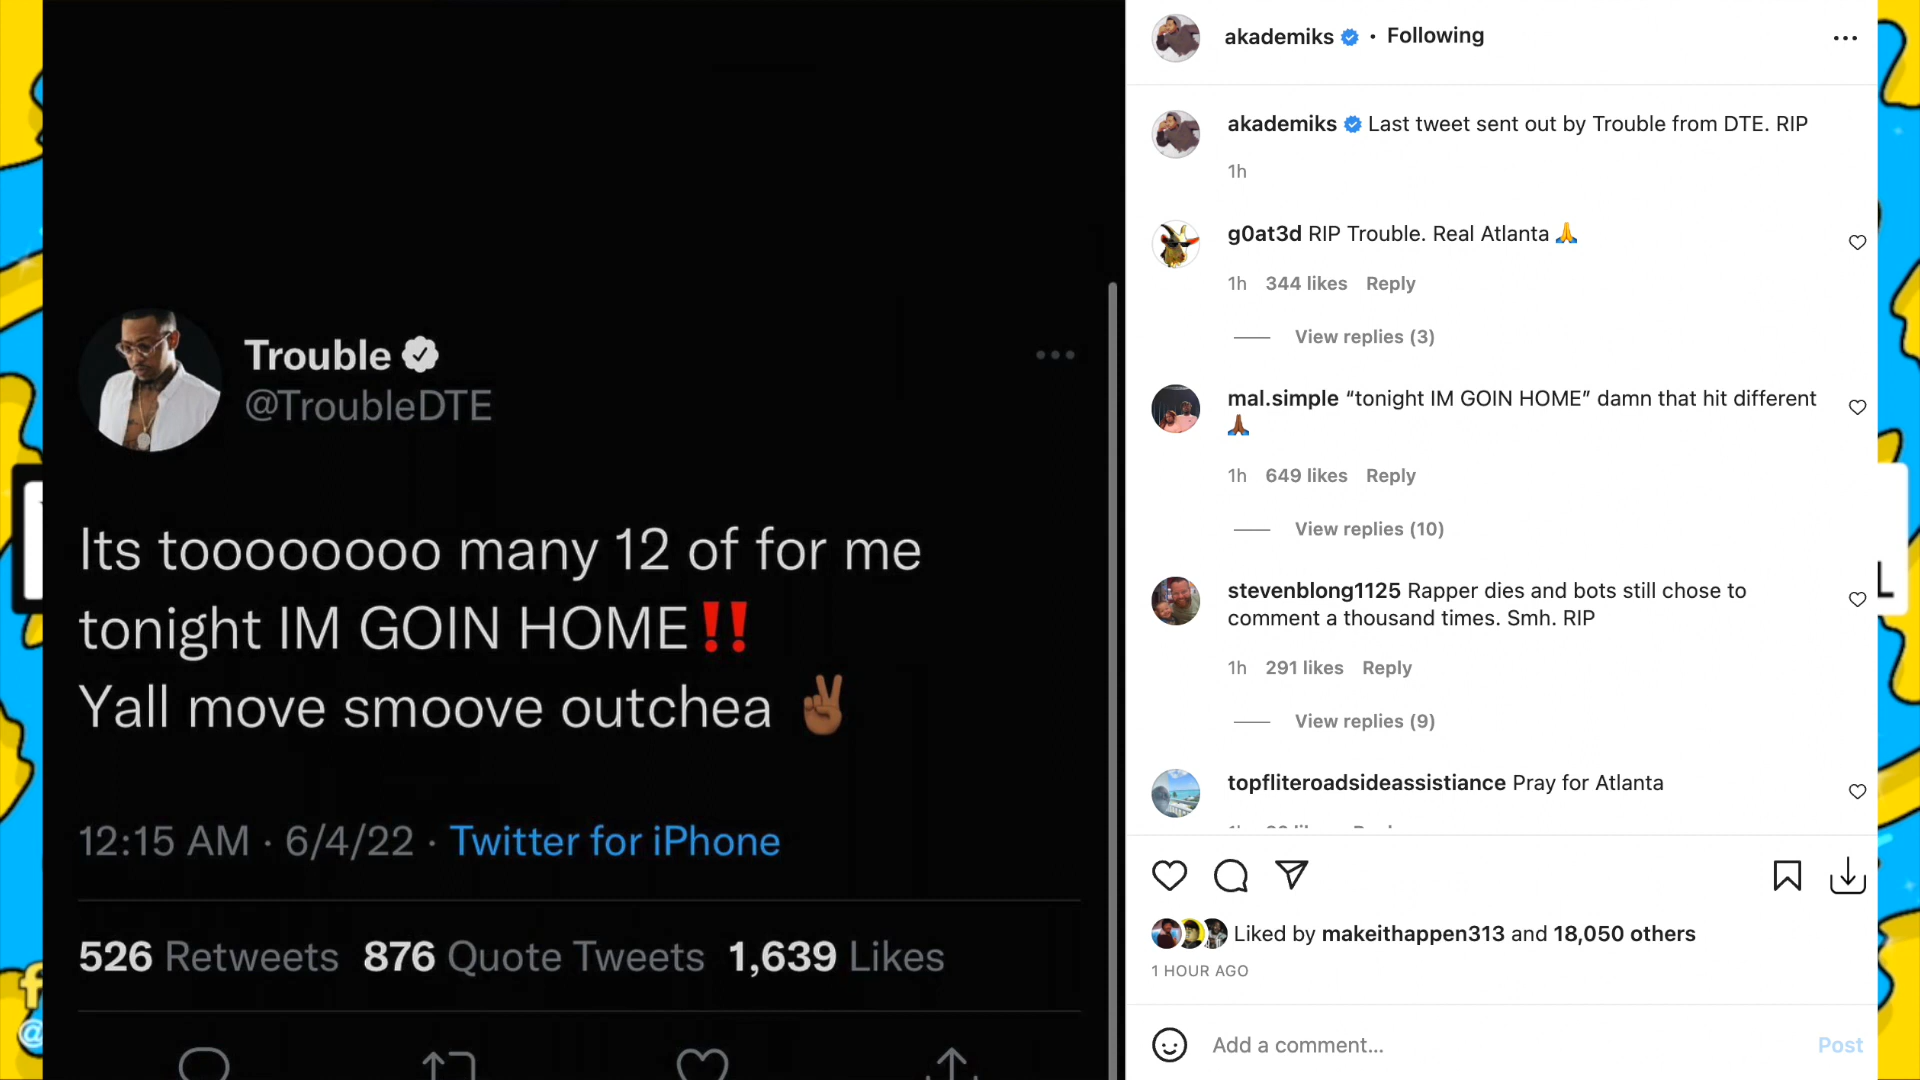 Trouble
@TroubleDTE
Its toooooooo many 12 of for me
tonight IM GOIN HOME‼️
Yall move smoove outchea ✌🏾
12:15 AM · 6/4/22 · Twitter for iPhone
526 Retweets 876 Quote Tweets 1,639 Likes
akademiks • Following
akademiks Last tweet sent out by Trouble from DTE. RIP
1h
g0at3d RIP Trouble. Real Atlanta 🙏
1h 344 likes Reply
View replies (3)
mal.simple “tonight IM GOIN HOME” damn that hit different
🙏🏾
1h 649 likes Reply
View replies (10)
stevenblong1125 Rapper dies and bots still chose to
comment a thousand times. Smh. RIP
1h 291 likes Reply
View replies (9)
topfliteroadsideassistiance Pray for Atlanta
Liked by makeithappen313 and 18,050 others
1 HOUR AGO
Add a comment...
Post
f
@